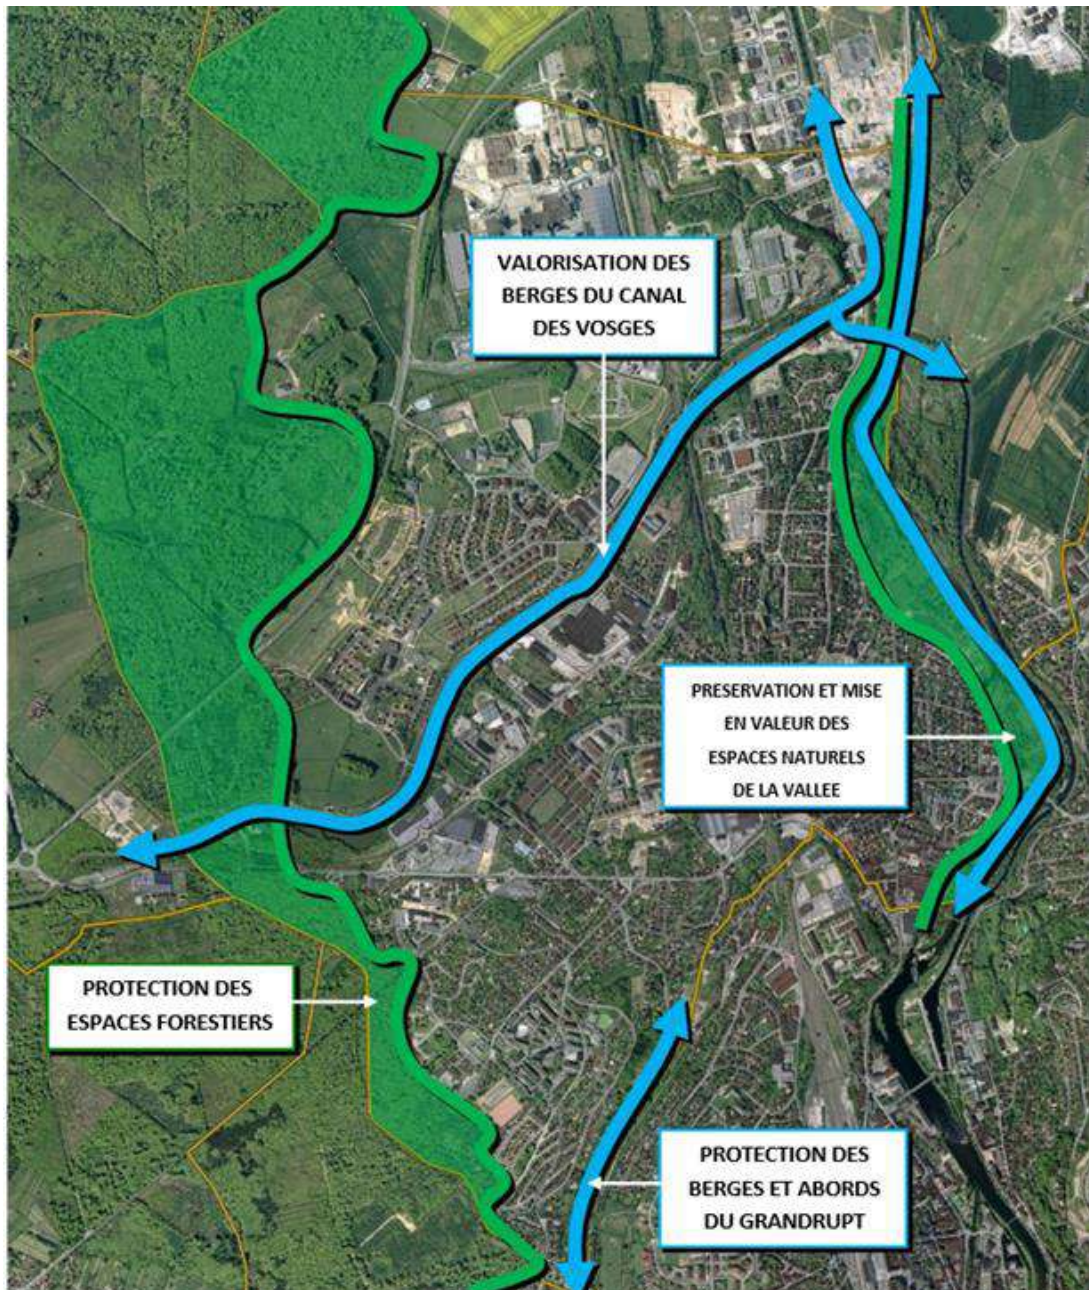 VALORISATION DES
BERGES DU CANAL
DES VOSGES
PRESERVATION ET MISE
EN VALEUR DES
ESPACES NATURELS
DE LA VALLEE
PROTECTION DES
ESPACES FORESTIERS
PROTECTION DES
BERGES ET ABORDS
DU GRANDRUPT